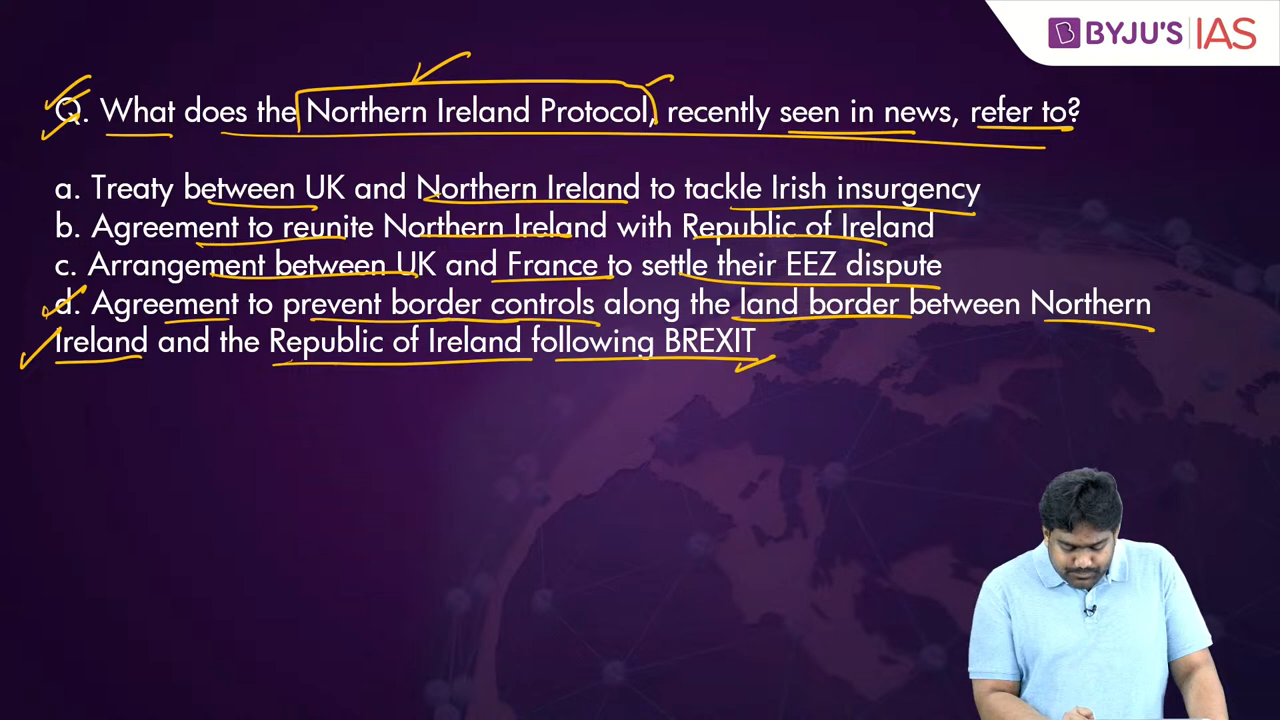 BYJU'S IAS
Q. What does the Northern Ireland Protocol, recently seen in news, refer to?
a. Treaty between UK and Northern Ireland to tackle Irish insurgency
b. Agreement to reunite Northern Ireland with Republic of Ireland
c. Arrangement between UK and France to settle their EEZ dispute
d. Agreement to prevent border controls along the land border between Northern
Ireland and the Republic of Ireland following BREXIT